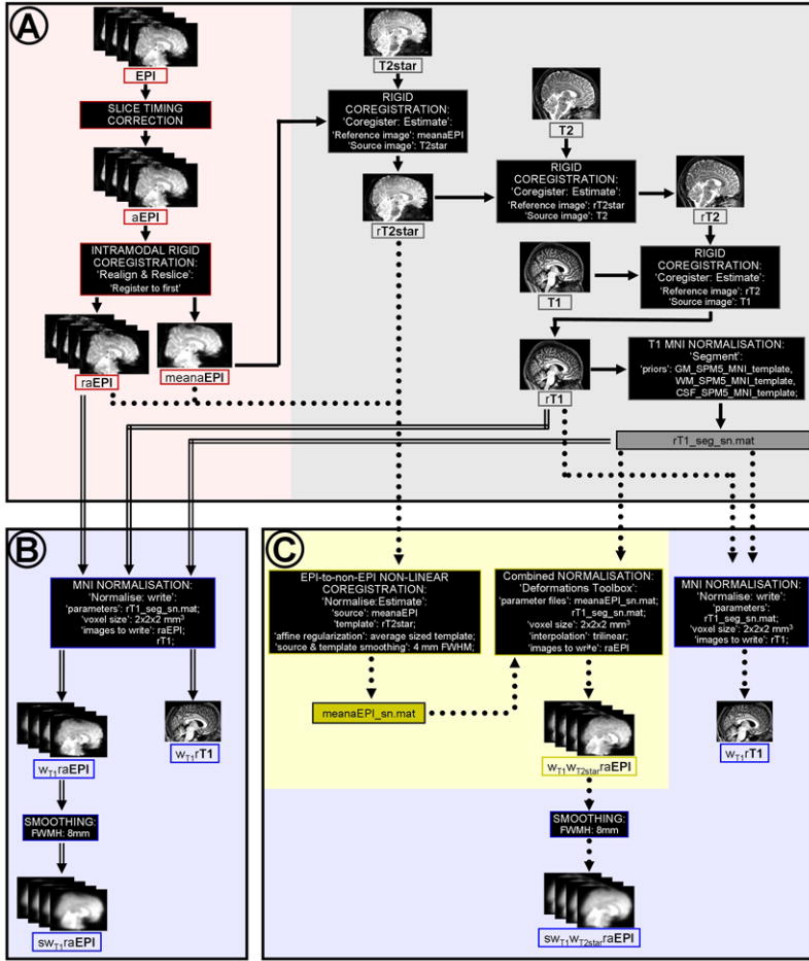 A
EPI
SLICE TIMING
CORRECTION
aEPI
INTRAMODAL RIGID
COREGISTRATION:
'Realign & Reslice':
'Register to first'
raEPI
meanaEPI
T2star
RIGID
COREGISTRATION:
'Coregister: Estimate':
'Reference image': meanaEPI
'Source image': T2star
rT2star
T2
RIGID
COREGISTRATION:
'Coregister: Estimate':
'Reference image': rT2star
'Source image': T2
rT2
T1
RIGID
COREGISTRATION:
'Coregister: Estimate':
'Reference image': rT2
'Source image': T1
rT1
T1 MNI NORMALISATION:
'Segment':
'priors': GM_SPM5_MNI_template,
WM_SPM5_MNI_template,
CSF_SPM5_MNI_template;
rT1_seg_sn.mat
B
MNI NORMALISATION:
'Normalise: write':
'parameters': rT1_seg_sn.mat;
'voxel size': 2x2x2 mm³
'images to write': raEPI;
rT1;
wT1raEPI
wT1rT1
SMOOTHING:
FWMH: 8mm
swT1raEPI
C
EPI-to-non-EPI NON-LINEAR
COREGISTRATION:
'Normalise:Estimate':
'source': meanaEPI
'template': rT2star;
'affine regularization': average sized template;
'source & template smoothing': 4 mm FWHM;
meanaEPI_sn.mat
Combined NORMALISATION:
'Deformations Toolbox':
'parameter files': meanaEPI_sn.mat;
rT1_seg_sn.mat;
'voxel size': 2x2x2 mm³
'interpolation': trilinear;
'images to write': raEPI
wT1wT2starraEPI
SMOOTHING:
FWMH: 8mm
swT1wT2starraEPI
MNI NORMALISATION:
'Normalise: write':
'parameters':
rT1_seg_sn.mat;
'voxel size': 2x2x2 mm³
'images to write': rT1;
wT1rT1